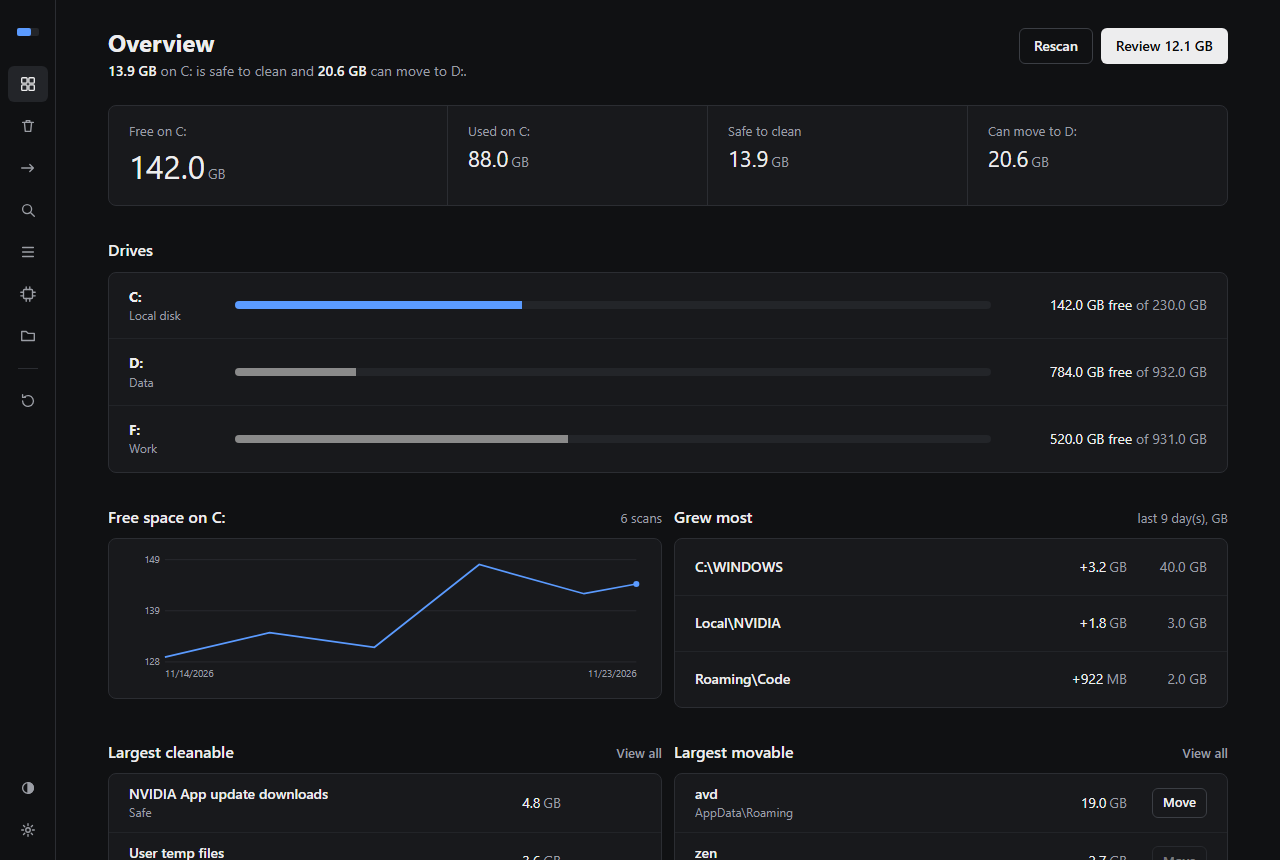 Overview
Rescan
Review 12.1 GB
13.9 GB on C: is safe to clean and 20.6 GB can move to D:.
Free on C:
142.0 GB
Used on C:
88.0 GB
Safe to clean
13.9 GB
Can move to D:
20.6 GB
Drives
C:
Local disk
142.0 GB free of 230.0 GB
D:
Data
784.0 GB free of 932.0 GB
F:
Work
520.0 GB free of 931.0 GB
Free space on C:
6 scans
149
139
128
11/14/2026
11/23/2026
Grew most
last 9 day(s), GB
C:\WINDOWS
+3.2 GB
40.0 GB
Local\NVIDIA
+1.8 GB
3.0 GB
Roaming\Code
+922 MB
2.0 GB
Largest cleanable
View all
NVIDIA App update downloads
Safe
4.8 GB
User temp files
Largest movable
View all
avd
AppData\Roaming
19.0 GB
Move
zen